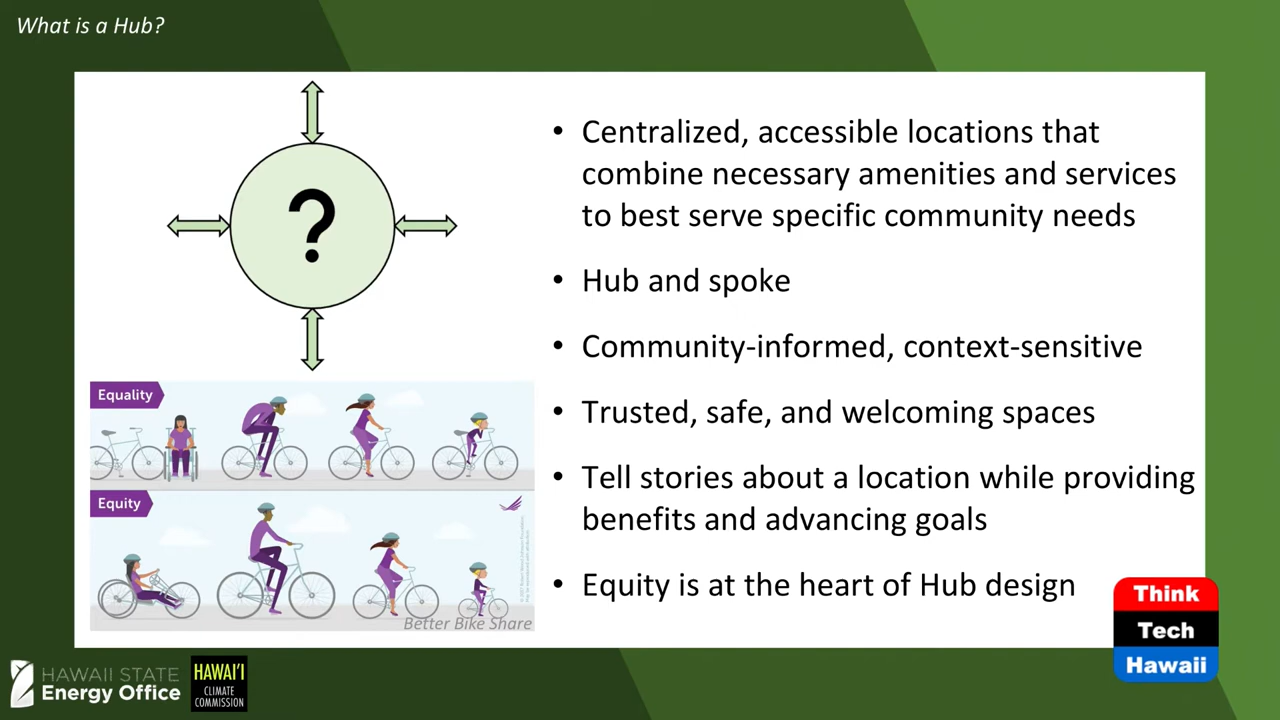 What is a Hub?
?
• Centralized, accessible locations that
combine necessary amenities and services
to best serve specific community needs
• Hub and spoke
• Community-informed, context-sensitive
• Trusted, safe, and welcoming spaces
• Tell stories about a location while providing
benefits and advancing goals
• Equity is at the heart of Hub design
Equality
Equity
Better Bike Share
Think
Tech
Hawaii
HAWAII STATE
Energy Office
HAWAI'I
CLIMATE
COMMISSION